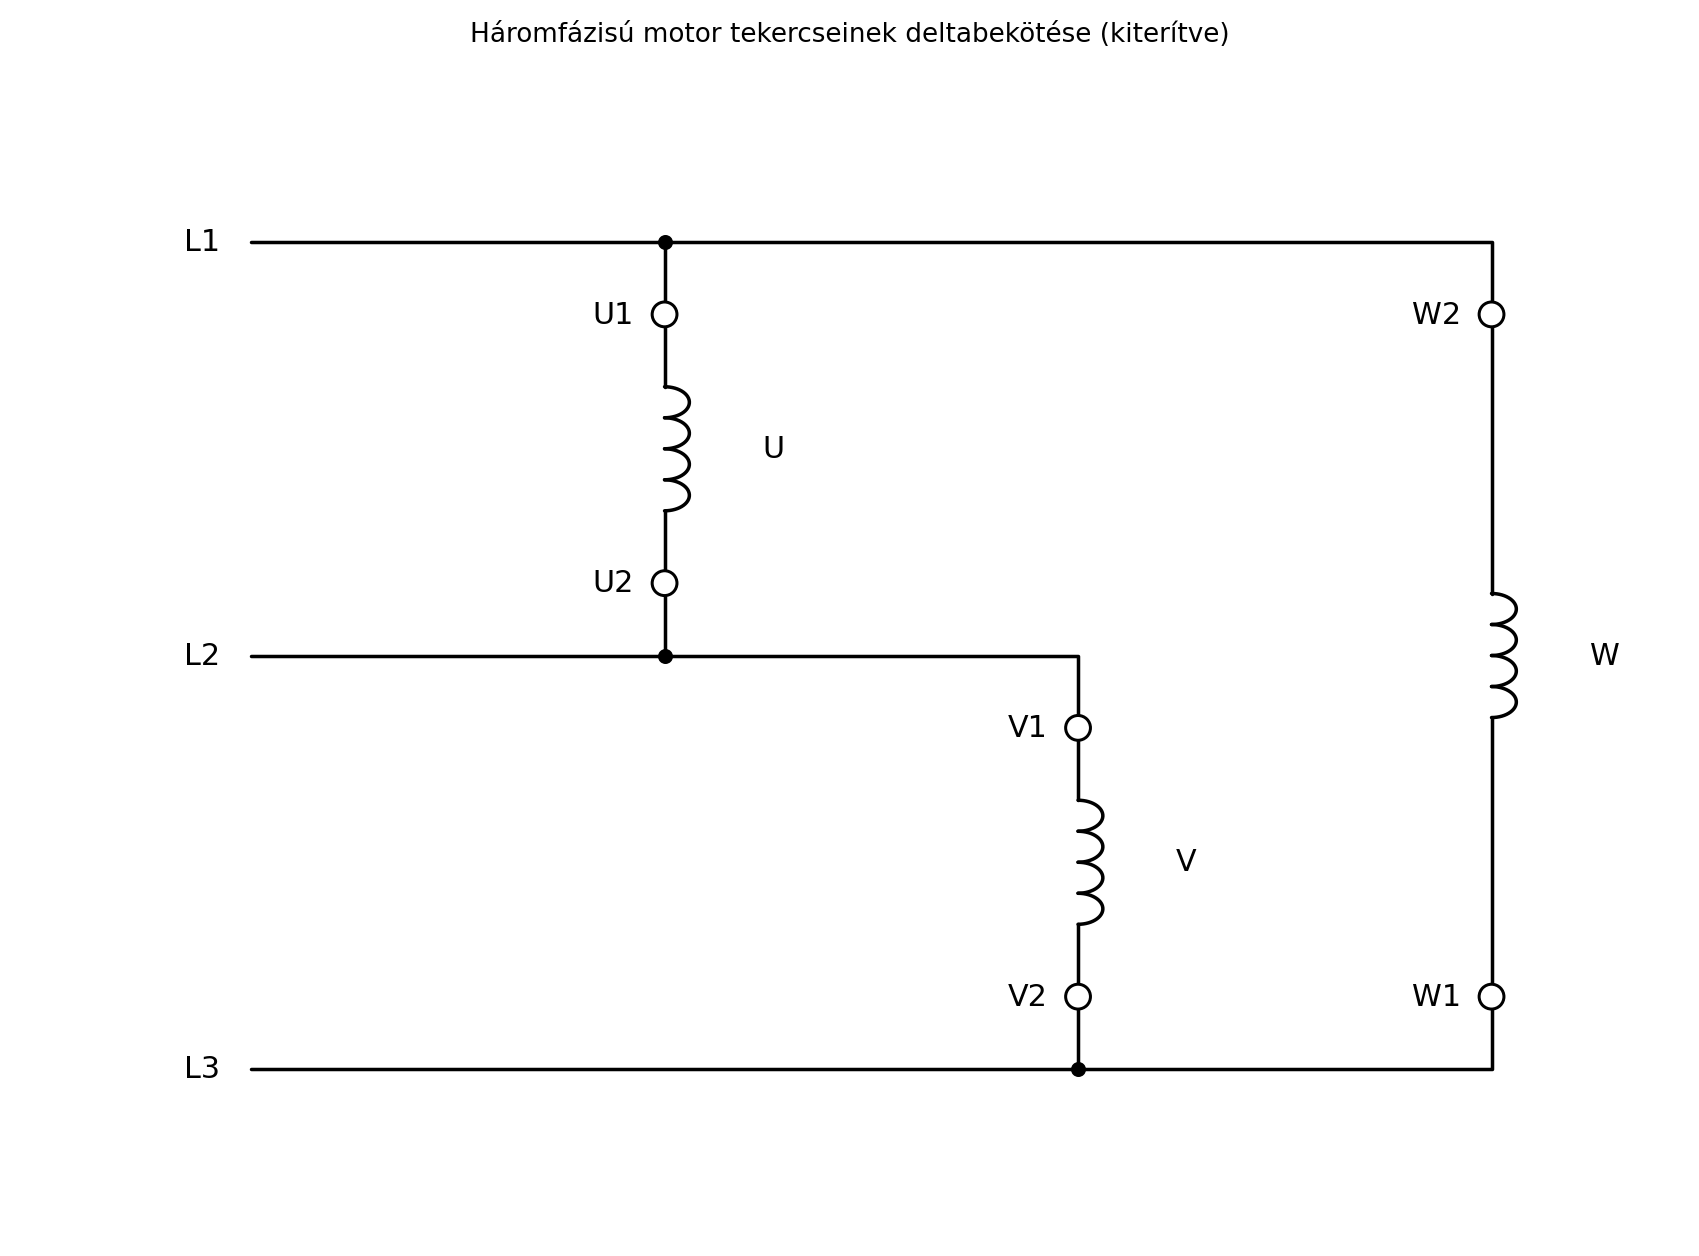 Háromfázisú motor tekercseinek deltabekötése (kiterítve)
L1
U1
W2
U
U2
L2
W
V1
V
V2
W1
L3